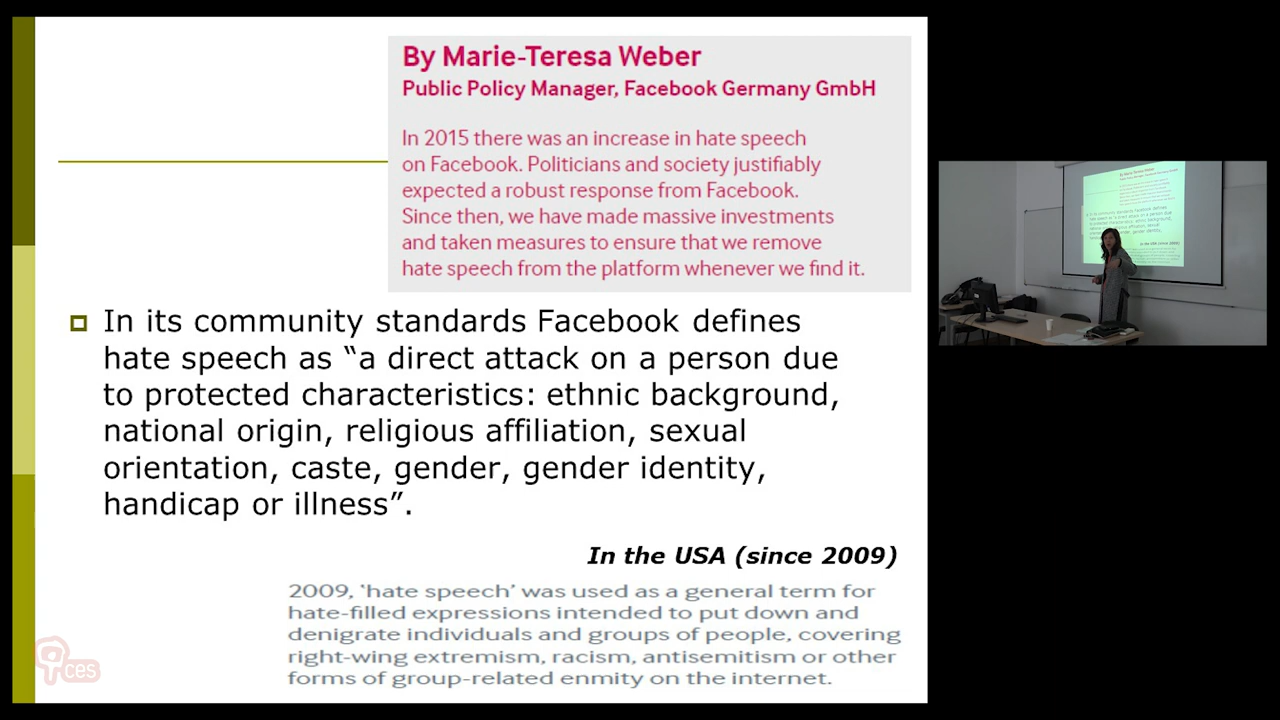 By Marie-Teresa Weber
Public Policy Manager, Facebook Germany GmbH
In 2015 there was an increase in hate speech
on Facebook. Politicians and society justifiably
expected a robust response from Facebook.
Since then, we have made massive investments
and taken measures to ensure that we remove
hate speech from the platform whenever we find it.
In its community standards Facebook defines
hate speech as “a direct attack on a person due
to protected characteristics: ethnic background,
national origin, religious affiliation, sexual
orientation, caste, gender, gender identity,
handicap or illness”.
In the USA (since 2009)
2009, ‘hate speech’ was used as a general term for
hate-filled expressions intended to put down and
denigrate individuals and groups of people, covering
right-wing extremism, racism, antisemitism or other
forms of group-related enmity on the internet.
ces